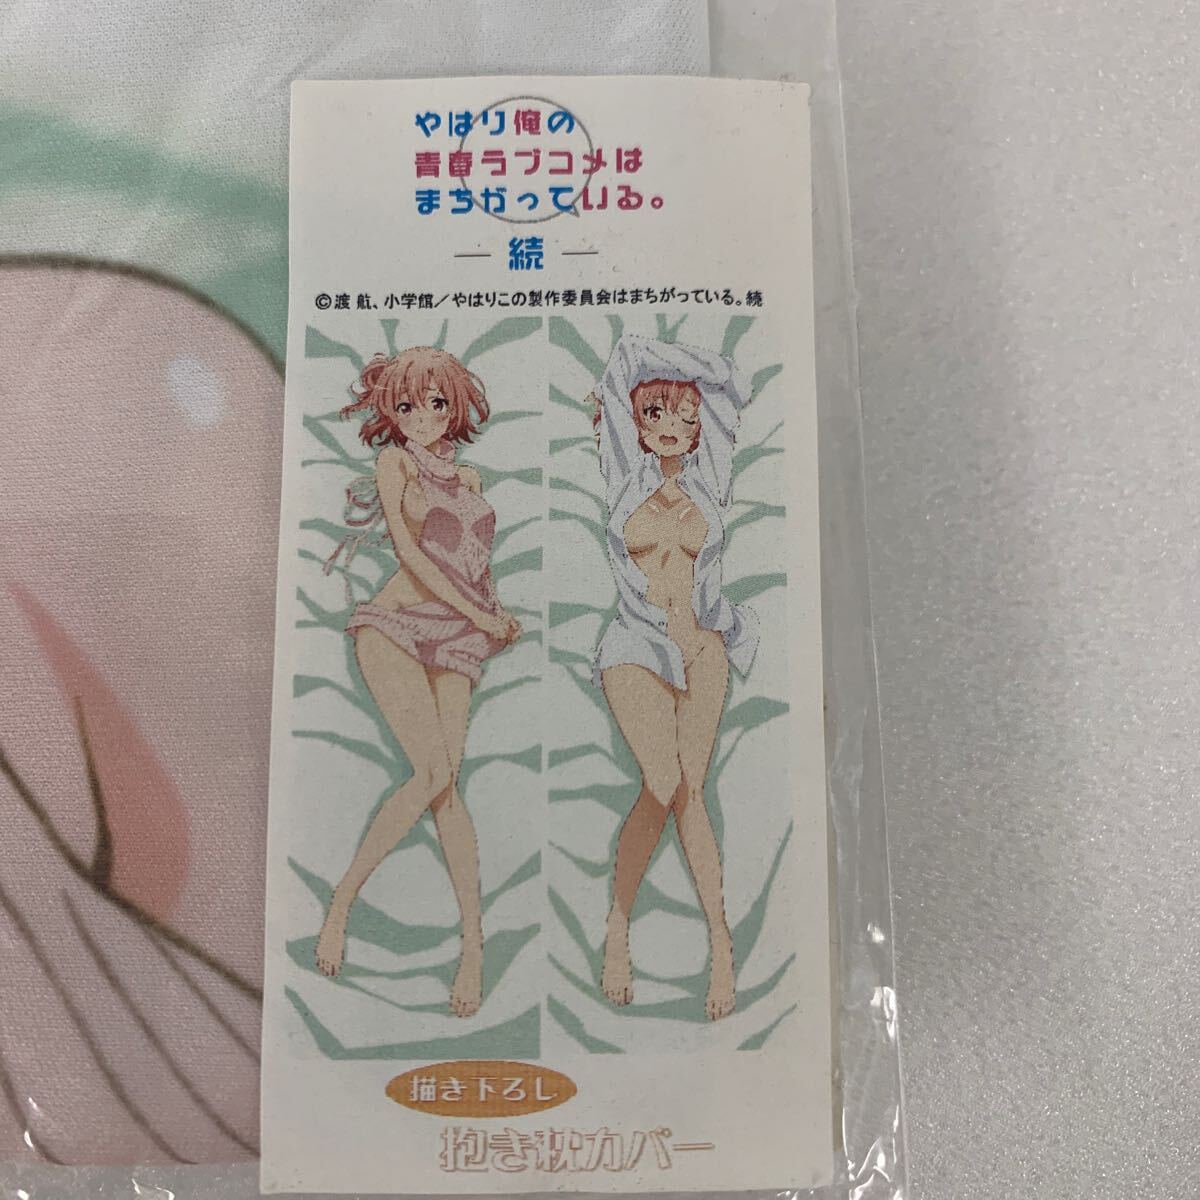 やはり俺の
青春ラブコメは
まちがっている。
続
©渡 航、小学館／やはりこの製作委員会はまちがっている。続
描き下ろし
抱き枕カバー